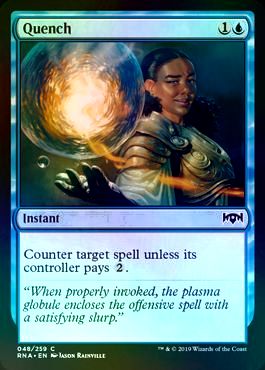 Quench 1
Instant
Counter target spell unless its
controller pays 2.
“When properly invoked, the plasma
globule encloses the offensive spell with
a satisfying slurp.”
048/259 C
RNA • EN Jason Rainville
™ & © 2019 Wizards of the Coast